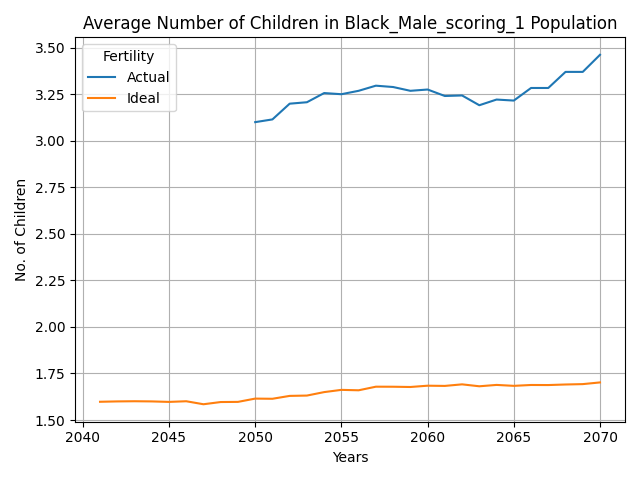 Average Number of Children in Black_Male_scoring_1 Population
Fertility
Actual
Ideal
No. of Children
3.50
3.25
3.00
2.75
2.50
2.25
2.00
1.75
1.50
2040 2045 2050 2055 2060 2065 2070
Years